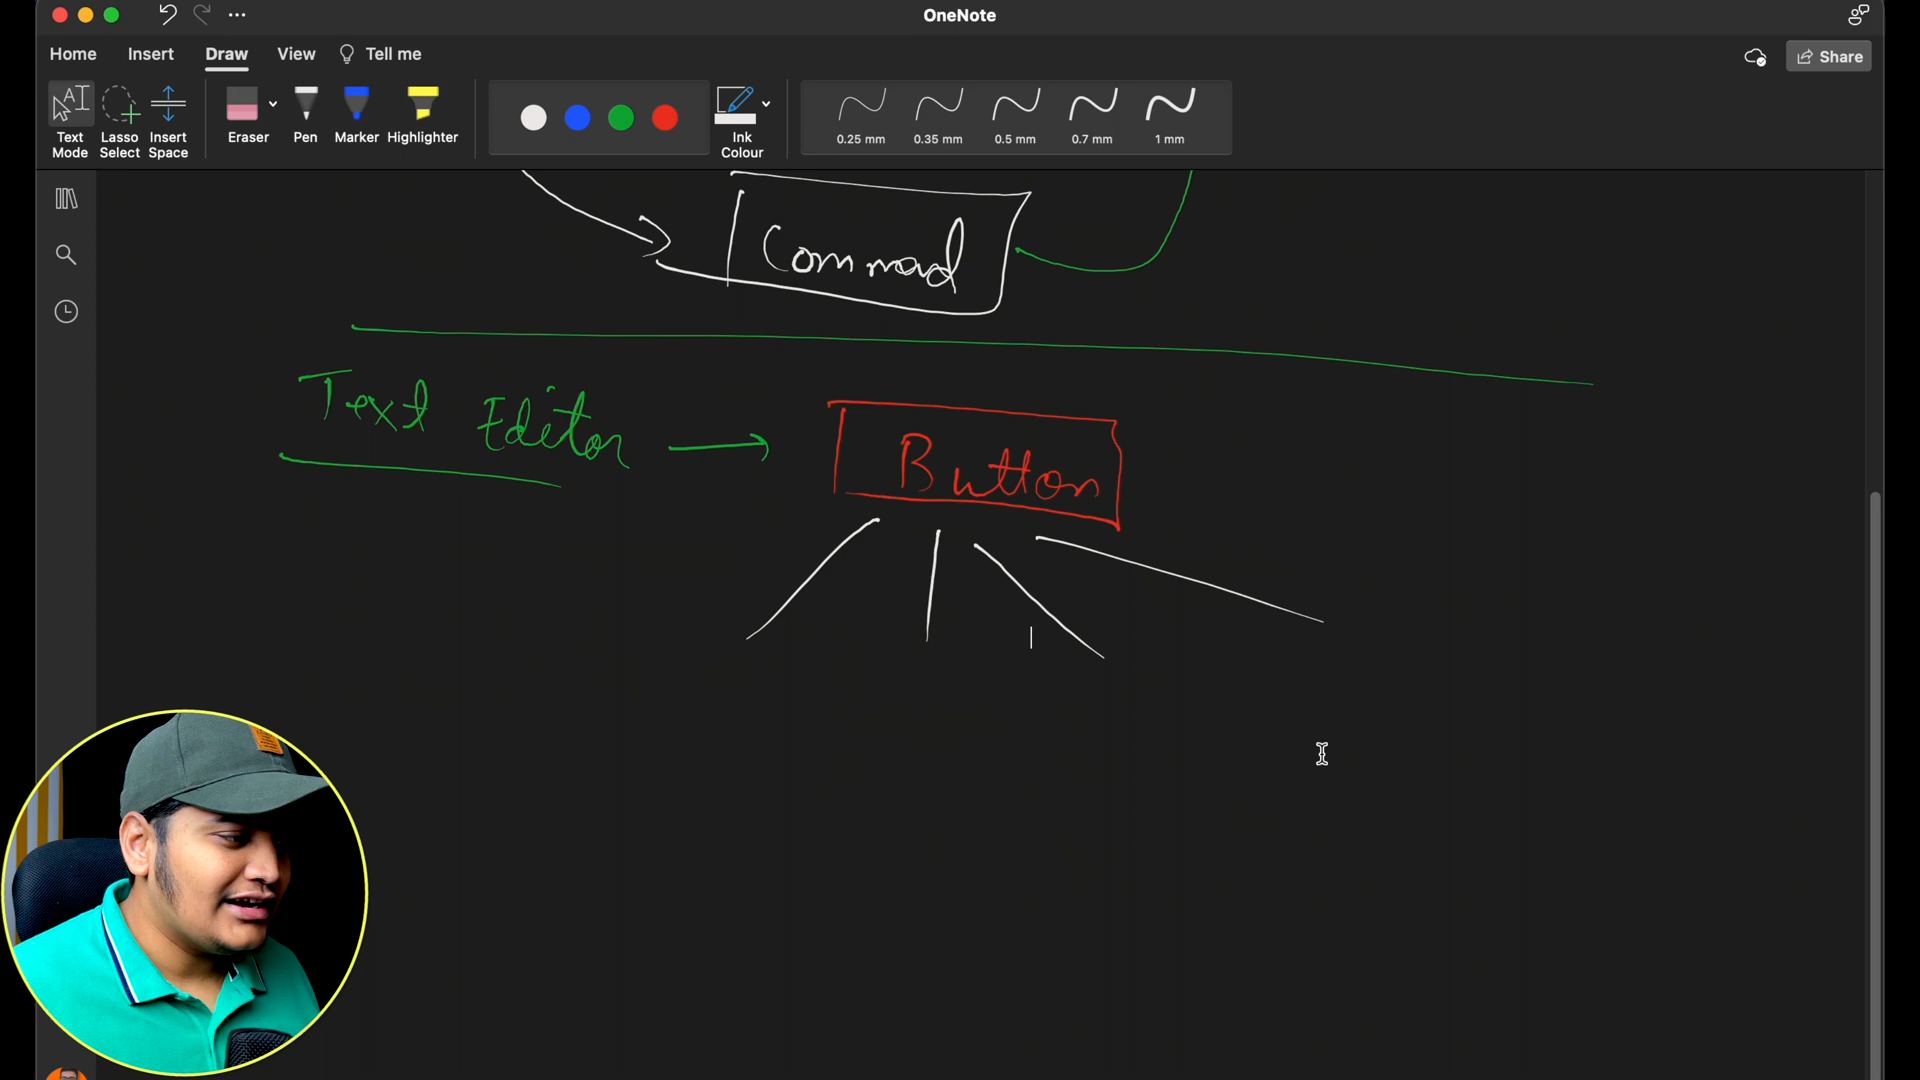 OneNote
Home Insert Draw View Tell me
Share
Text Mode
Lasso Select
Insert Space
Eraser
Pen
Marker
Highlighter
Ink Colour
0.25 mm
0.35 mm
0.5 mm
0.7 mm
1 mm
Commad
Text Editor
Button